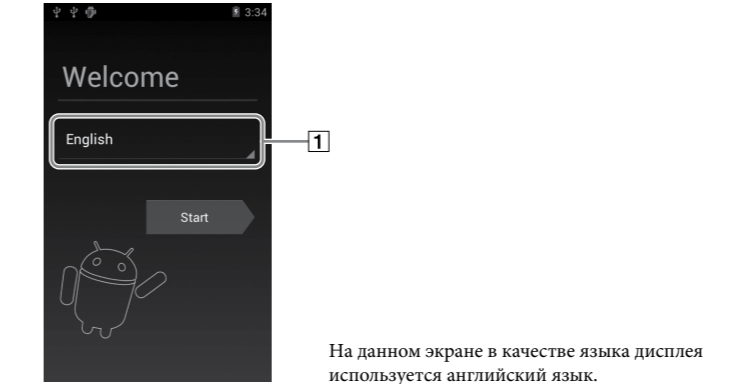 3:34
Welcome
English
1
Start
На данном экране в качестве языка дисплея
используется английский язык.